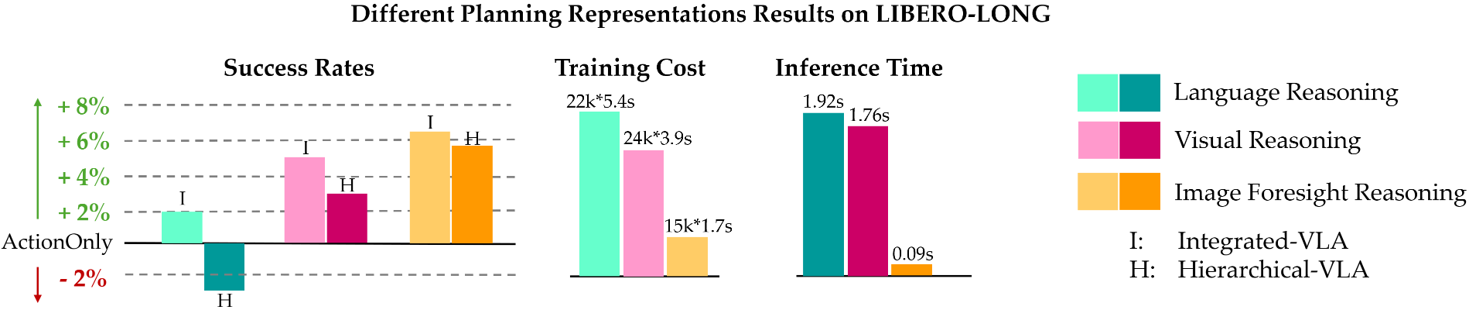 Different Planning Representations Results on LIBERO-LONG
Success Rates
+ 8%
+ 6%
+ 4%
+ 2%
ActionOnly
- 2%
I
H
I
H
I
H
Training Cost
22k*5.4s
24k*3.9s
15k*1.7s
Inference Time
1.92s
1.76s
0.09s
Language Reasoning
Visual Reasoning
Image Foresight Reasoning
I: Integrated-VLA
H: Hierarchical-VLA